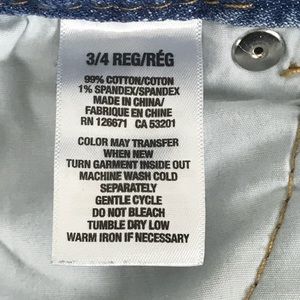 3/4 REG/RÉG
99% COTTON/COTON
1% SPANDEX/SPANDEX
MADE IN CHINA/
FABRIQUE EN CHINE
RN 126671 CA 53201
COLOR MAY TRANSFER
WHEN NEW
TURN GARMENT INSIDE OUT
MACHINE WASH COLD
SEPARATELY
GENTLE CYCLE
DO NOT BLEACH
TUMBLE DRY LOW
WARM IRON IF NECESSARY